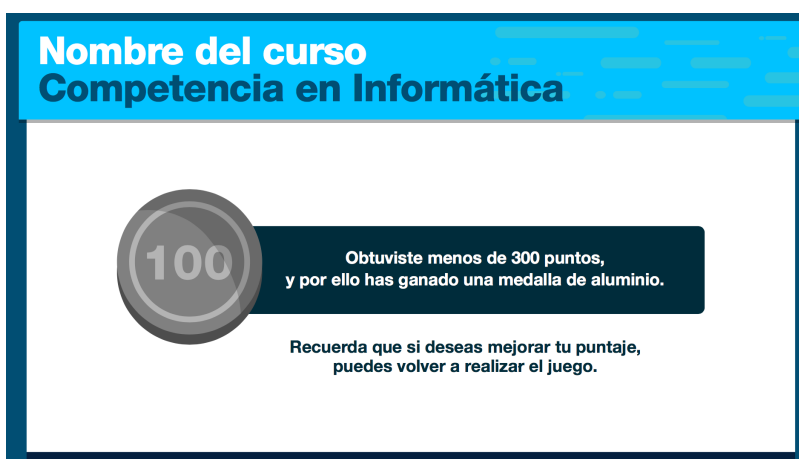 Nombre del curso
Competencia en Informática
100
Obtuviste menos de 300 puntos,
y por ello has ganado una medalla de aluminio.
Recuerda que si deseas mejorar tu puntaje,
puedes volver a realizar el juego.